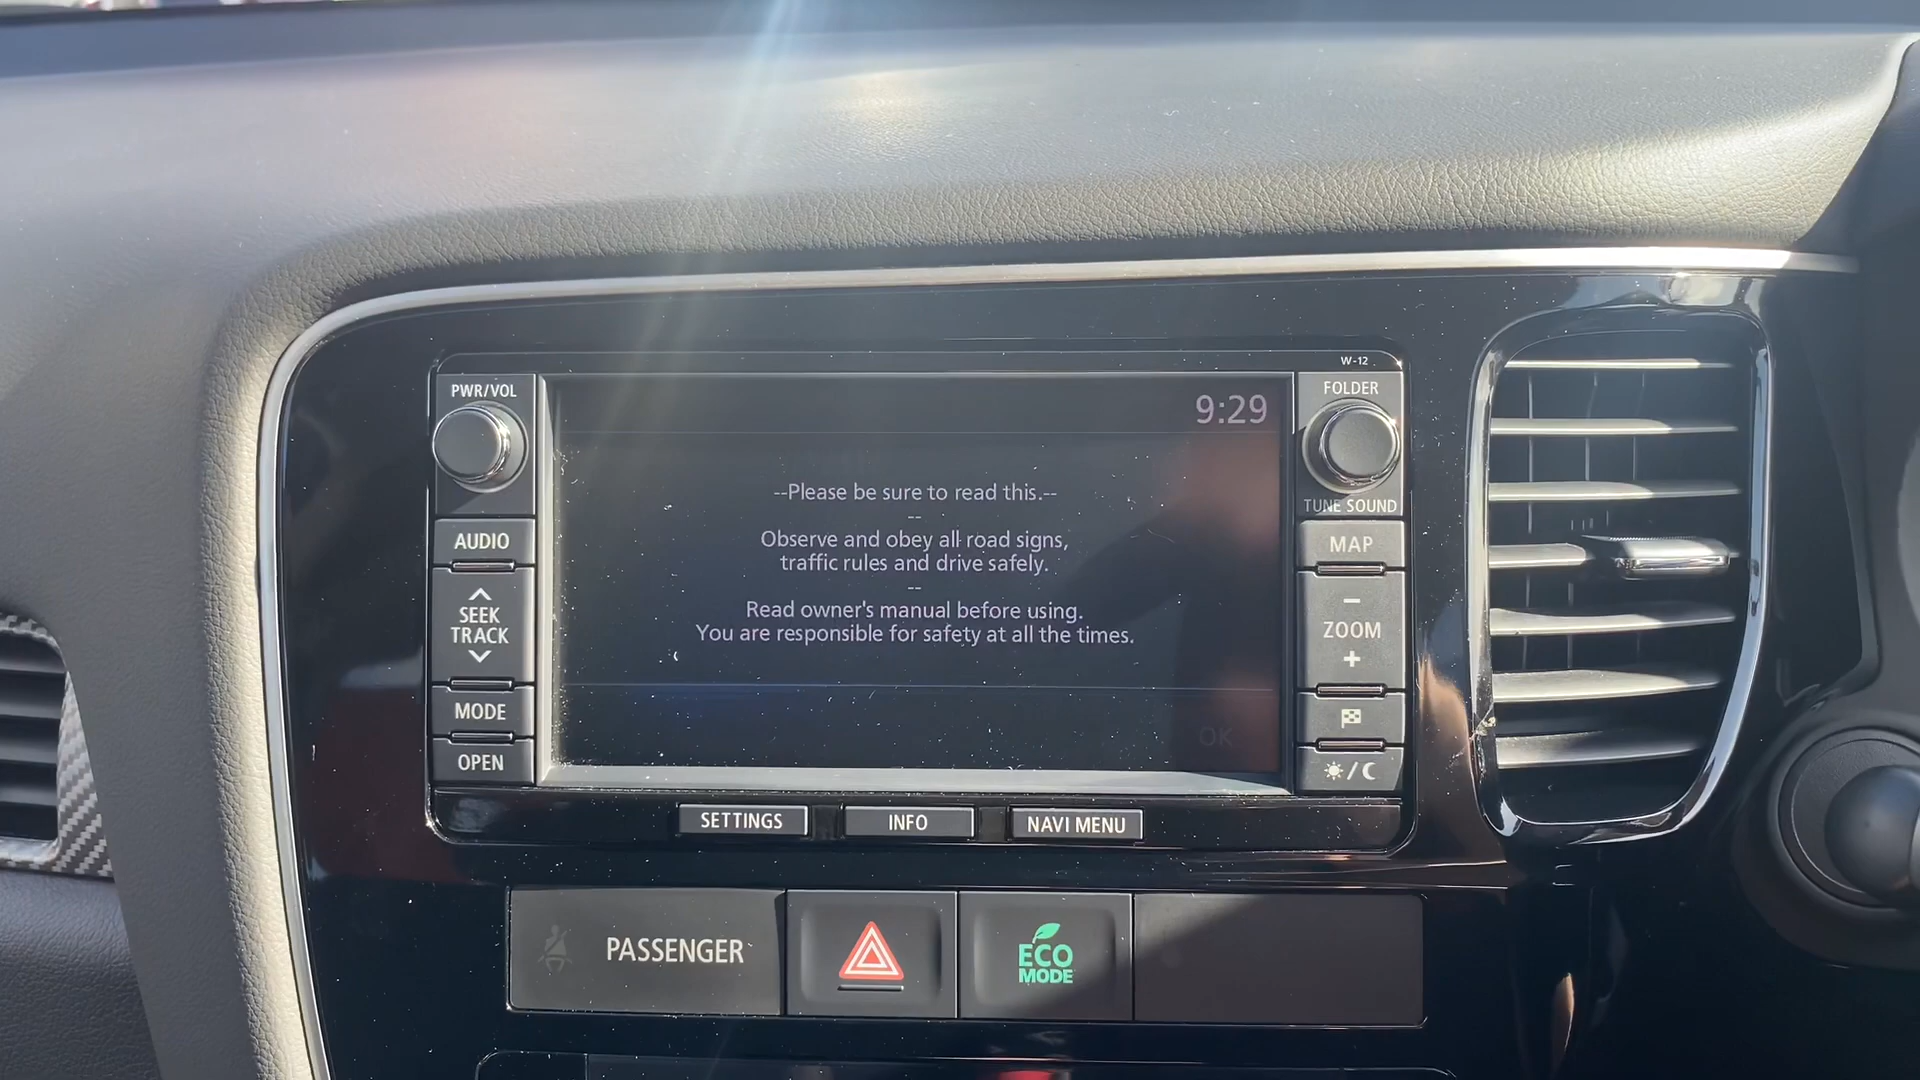 W-12
PWR/VOL
FOLDER
9:29
--Please be sure to read this.--
--
TUNE SOUND
AUDIO
Observe and obey all road signs,
traffic rules and drive safely.
MAP
--
SEEK
TRACK
Read owner's manual before using.
You are responsible for safety at all the times.
−
ZOOM
+
MODE
OK
OPEN
SETTINGS
INFO
NAVI MENU
PASSENGER
ECO
MODE